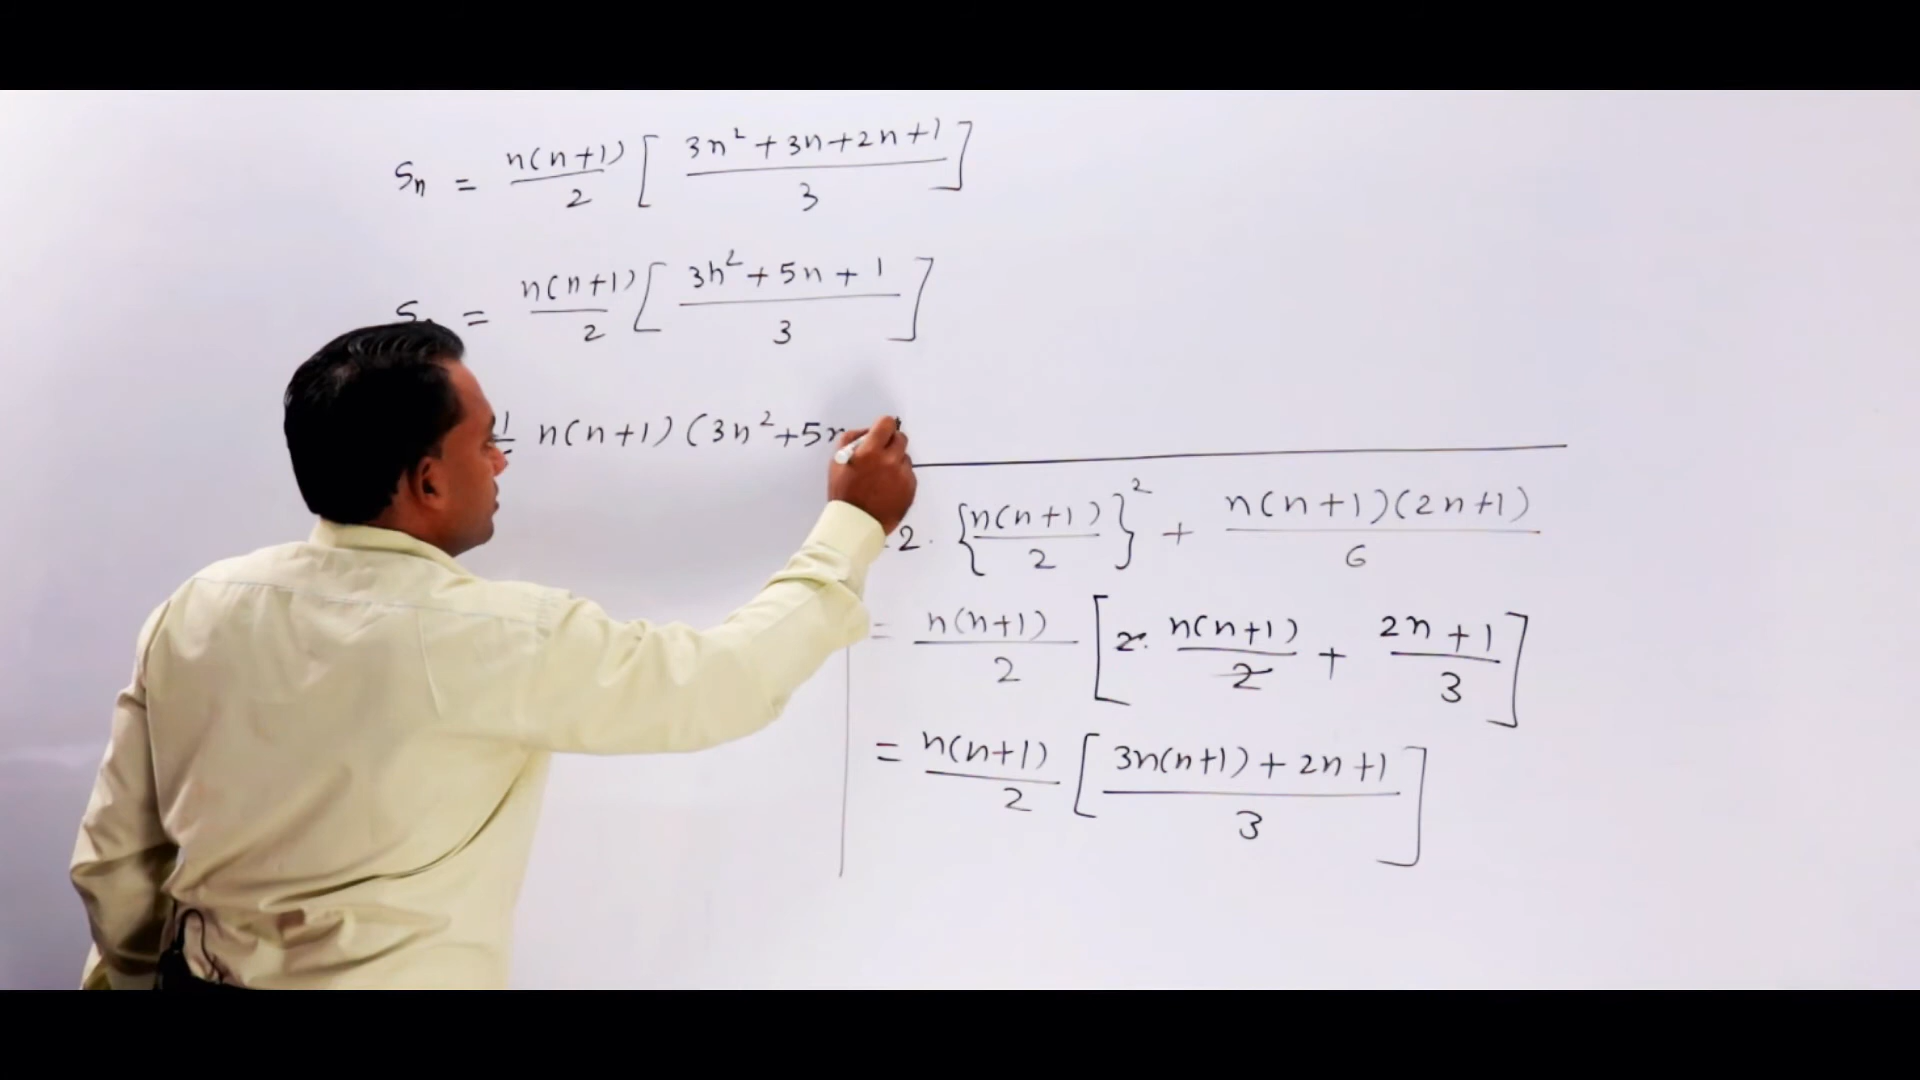 Sn = n(n+1)/2 [ 3n² + 3n + 2n + 1 / 3 ]
= n(n+1)/2 [ 3n² + 5n + 1 / 3 ]
n(n+1) (3n² + 5n
2. {n(n+1)/2}² + n(n+1)(2n+1)/6
= n(n+1)/2 [ 2. n(n+1)/2 + 2n+1/3 ]
= n(n+1)/2 [ 3n(n+1) + 2n + 1 / 3 ]